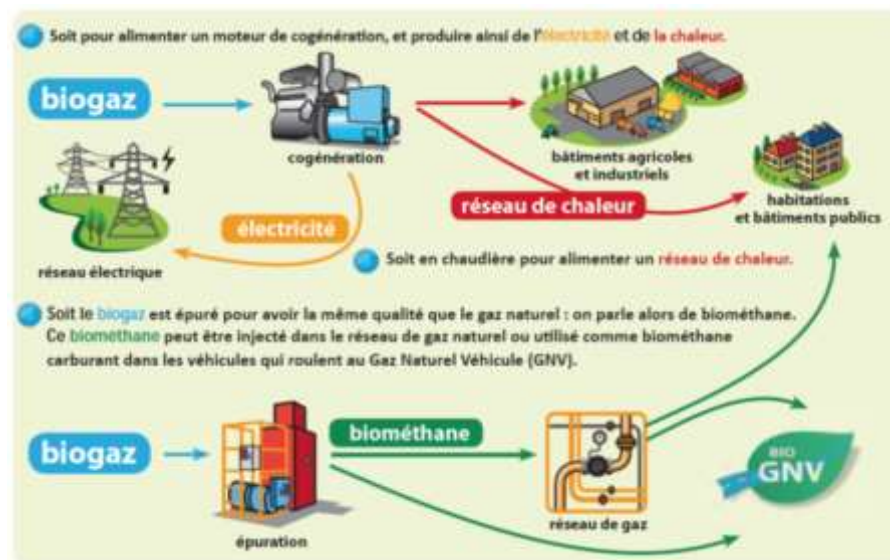 Soit pour alimenter un moteur de cogénération, et produire ainsi de l'électricité et de la chaleur.
biogaz
cogénération
bâtiments agricoles
et industriels
habitations
et bâtiments publics
réseau de chaleur
électricité
réseau électrique
Soit en chaudière pour alimenter un réseau de chaleur.
Soit le biogaz est épuré pour avoir la même qualité que le gaz naturel : on parle alors de biométhane.
Ce biométhane peut être injecté dans le réseau de gaz naturel ou utilisé comme biométhane
carburant dans les véhicules qui roulent au Gaz Naturel Véhicule (GNV).
biogaz
épuration
biométhane
réseau de gaz
BIO
GNV